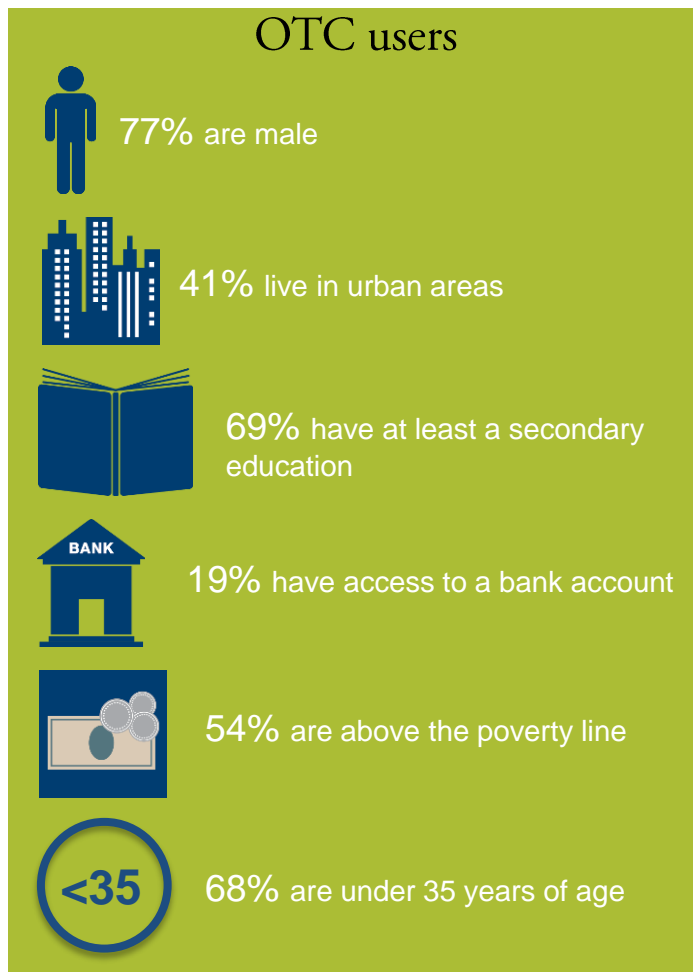 OTC users
77% are male
41% live in urban areas
69% have at least a secondary
education
BANK
19% have access to a bank account
54% are above the poverty line
<35
68% are under 35 years of age